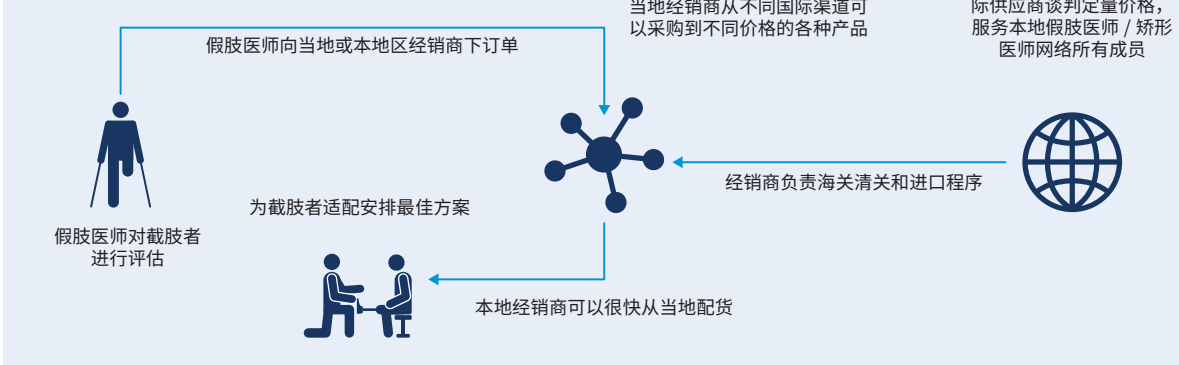 当地经销商从不同国际渠道可
以采购到不同价格的各种产品
际供应商谈判定量价格，
服务本地假肢医师 / 矫形
医师网络所有成员
假肢医师向当地或本地区经销商下订单
经销商负责海关清关和进口程序
为截肢者适配安排最佳方案
假肢医师对截肢者
进行评估
本地经销商可以很快从当地配货